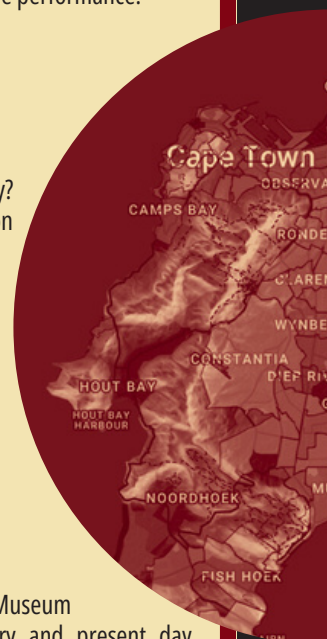 e performance.
Cape Town
OBSERVA
y?
CAMPS BAY
on
RONDE
CLAREN
WYNBE
CONSTANTIA
DIEP RIV
HOUT BAY
HOUT BAY
HARBOUR
M
NOORDHOEK
FISH HOEK
Museum
ry and present day